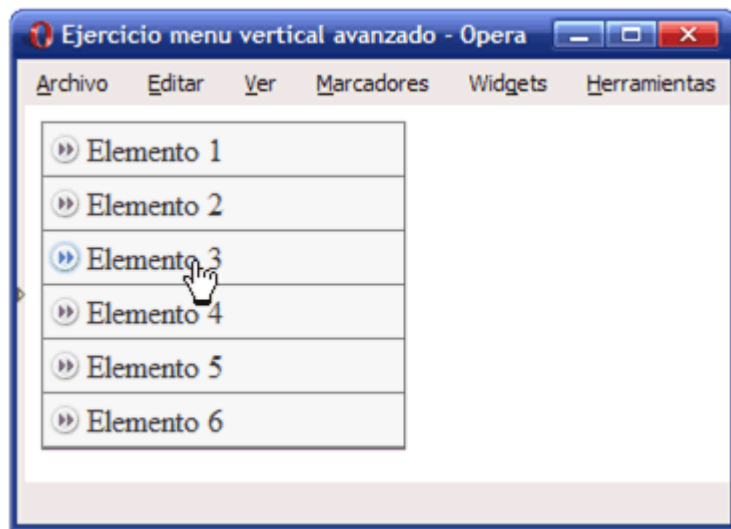 Ejercicio menu vertical avanzado - Opera
Archivo Editar Ver Marcadores Widgets Herramientas
Elemento 1
Elemento 2
Elemento 3
Elemento 4
Elemento 5
Elemento 6